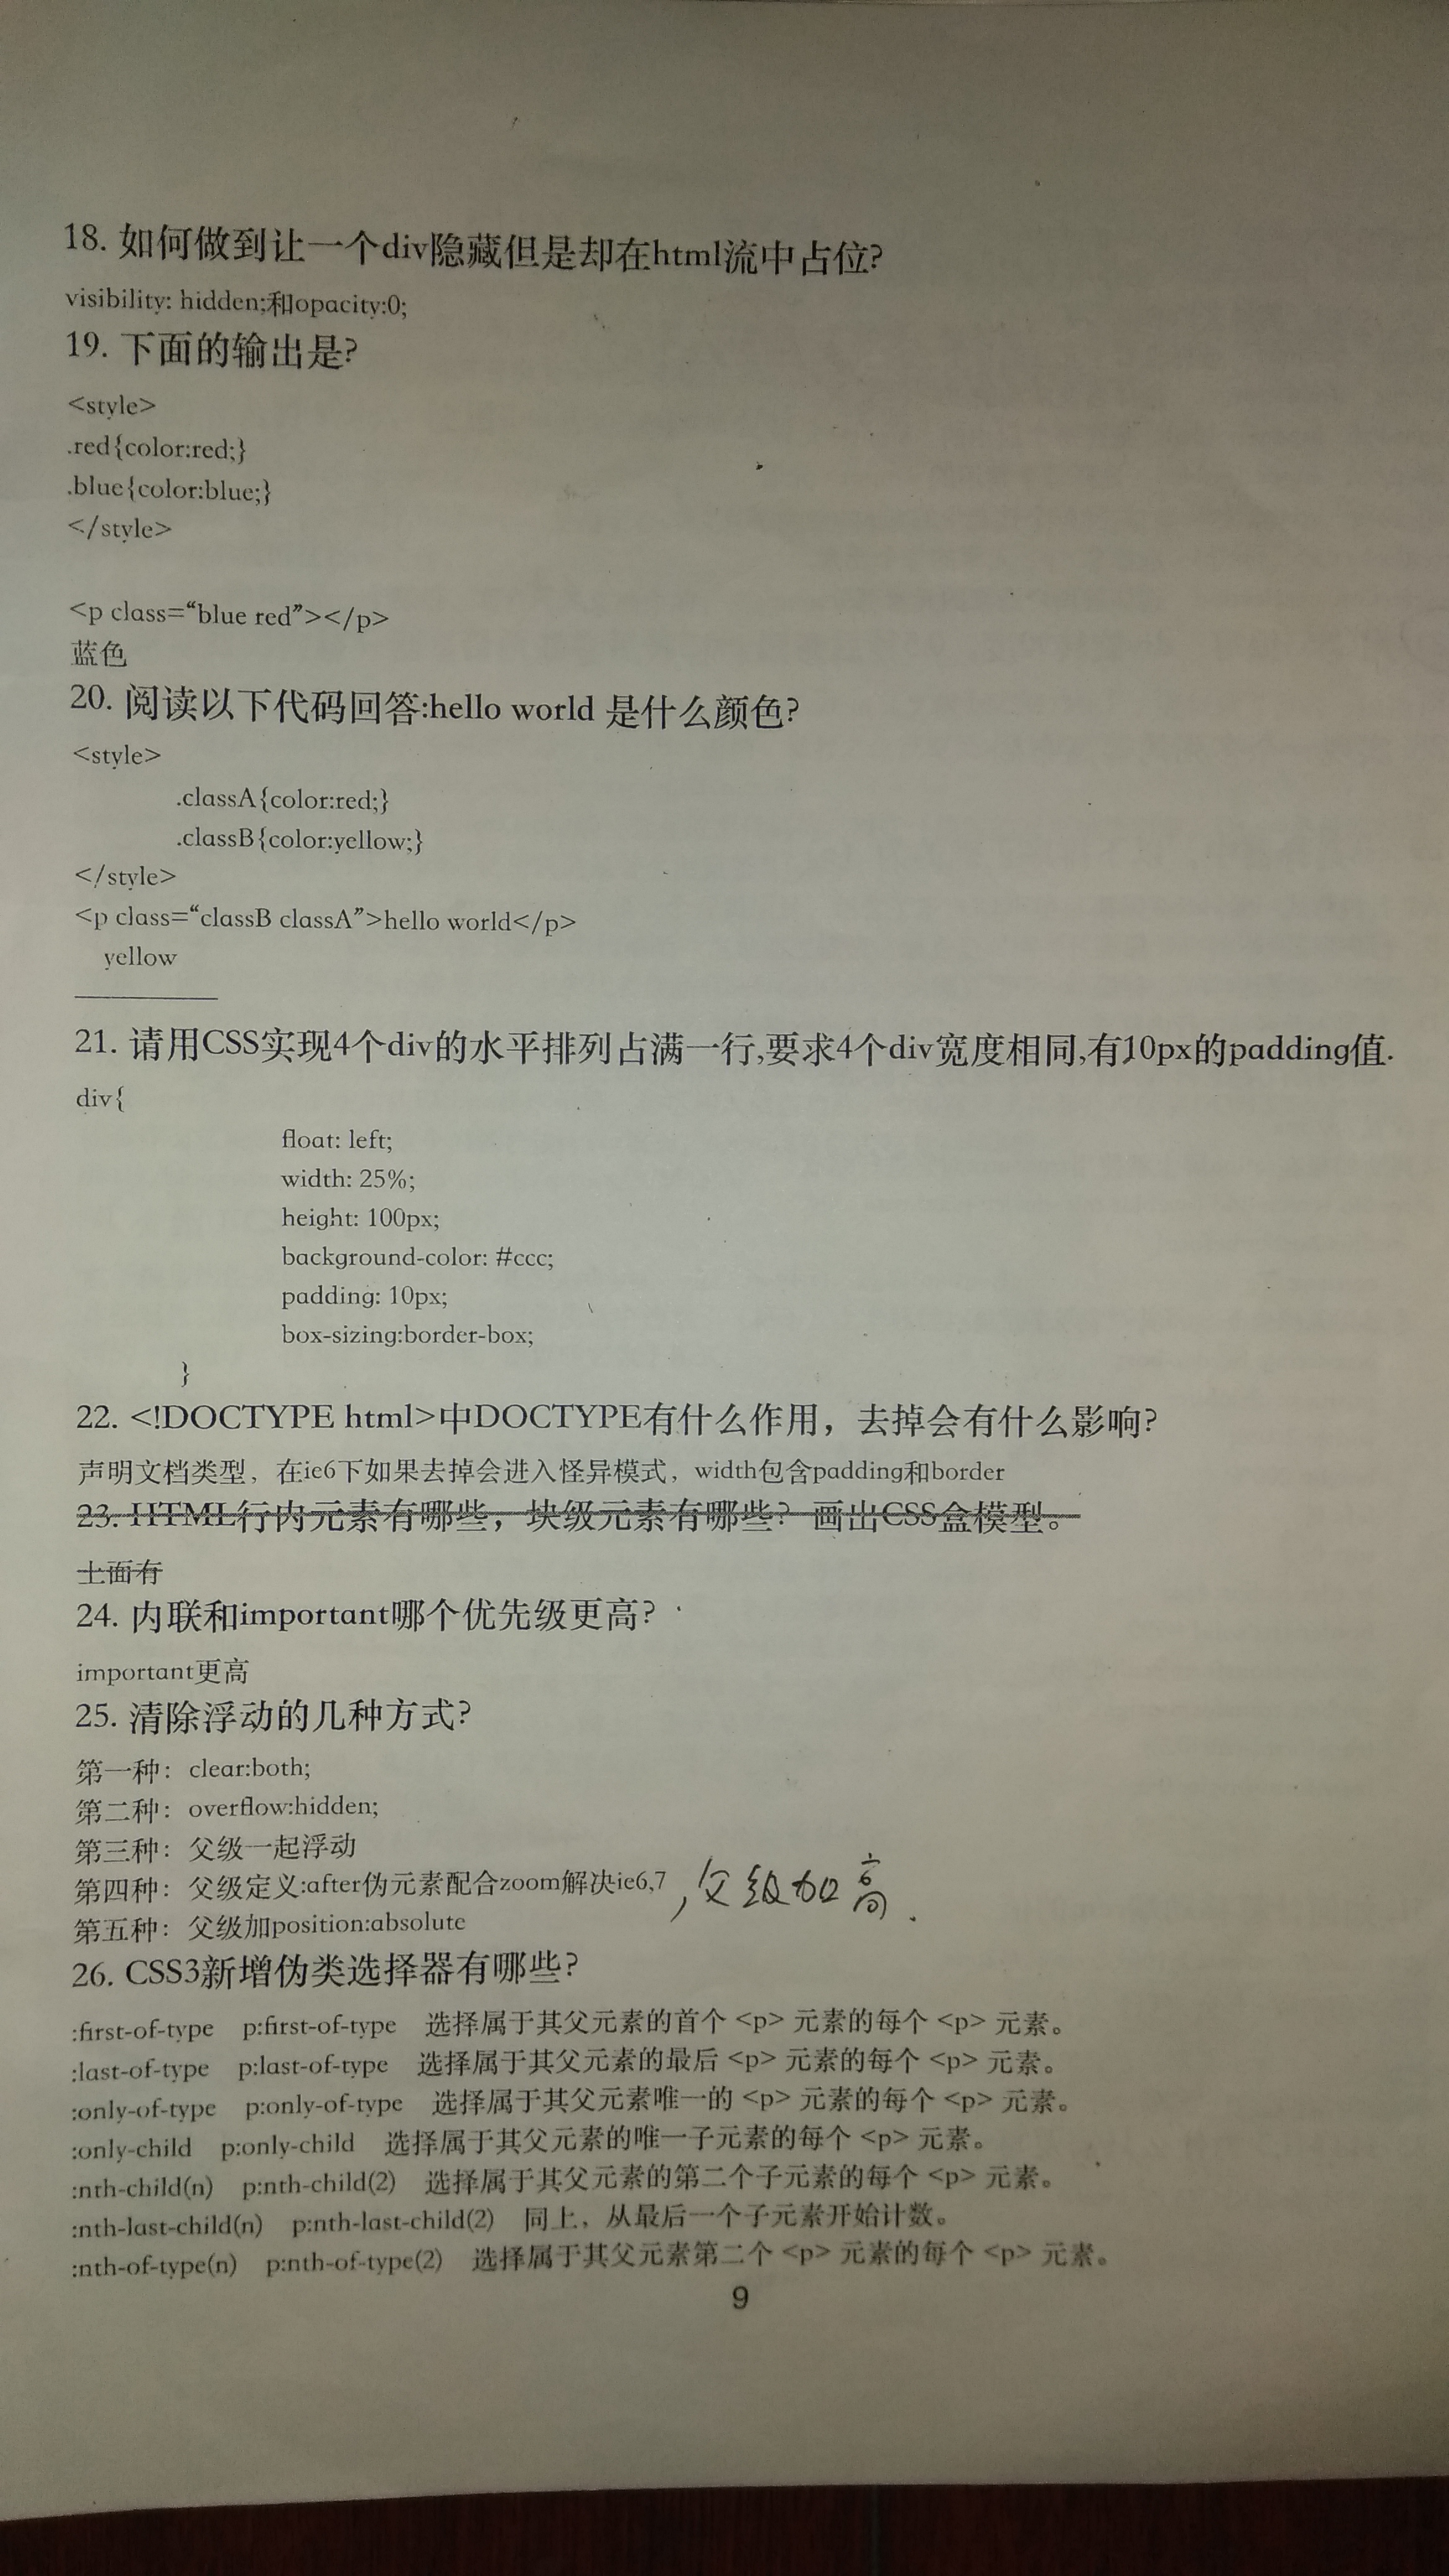 18. 如何做到让一个div隐藏但是却在html流中占位?
visibility: hidden;和opacity:0;
19. 下面的输出是?
<style>
.red{color:red;}
.blue{color:blue;}
</style>
<p class=“blue red”></p>
蓝色
20. 阅读以下代码回答:hello world 是什么颜色?
<style>
.classA{color:red;}
.classB{color:yellow;}
</style>
<p class=“classB classA”>hello world</p>
yellow
21. 请用CSS实现4个div的水平排列占满一行,要求4个div宽度相同,有10px的padding值.
div{
float: left;
width: 25%;
height: 100px;
background-color: #ccc;
padding: 10px;
box-sizing:border-box;
}
22. <!DOCTYPE html>中DOCTYPE有什么作用，去掉会有什么影响?
声明文档类型，在ie6下如果去掉会进入怪异模式，width包含padding和border
23. HTML行内元素有哪些，块级元素有哪些? 画出CSS盒模型。
上面有
24. 内联和important哪个优先级更高?
important更高
25. 清除浮动的几种方式?
第一种：clear:both;
第二种：overflow:hidden;
第三种：父级一起浮动
第四种：父级定义:after伪元素配合zoom解决ie6,7 ，父级加高.
第五种：父级加position:absolute
26. CSS3新增伪类选择器有哪些?
:first-of-type p:first-of-type 选择属于其父元素的首个 <p> 元素的每个 <p> 元素。
:last-of-type p:last-of-type 选择属于其父元素的最后 <p> 元素的每个 <p> 元素。
:only-of-type p:only-of-type 选择属于其父元素唯一的 <p> 元素的每个 <p> 元素。
:only-child p:only-child 选择属于其父元素的唯一子元素的每个 <p> 元素。
:nth-child(n) p:nth-child(2) 选择属于其父元素的第二个子元素的每个 <p> 元素。
:nth-last-child(n) p:nth-last-child(2) 同上，从最后一个子元素开始计数。
:nth-of-type(n) p:nth-of-type(2) 选择属于其父元素第二个 <p> 元素的每个 <p> 元素。
9